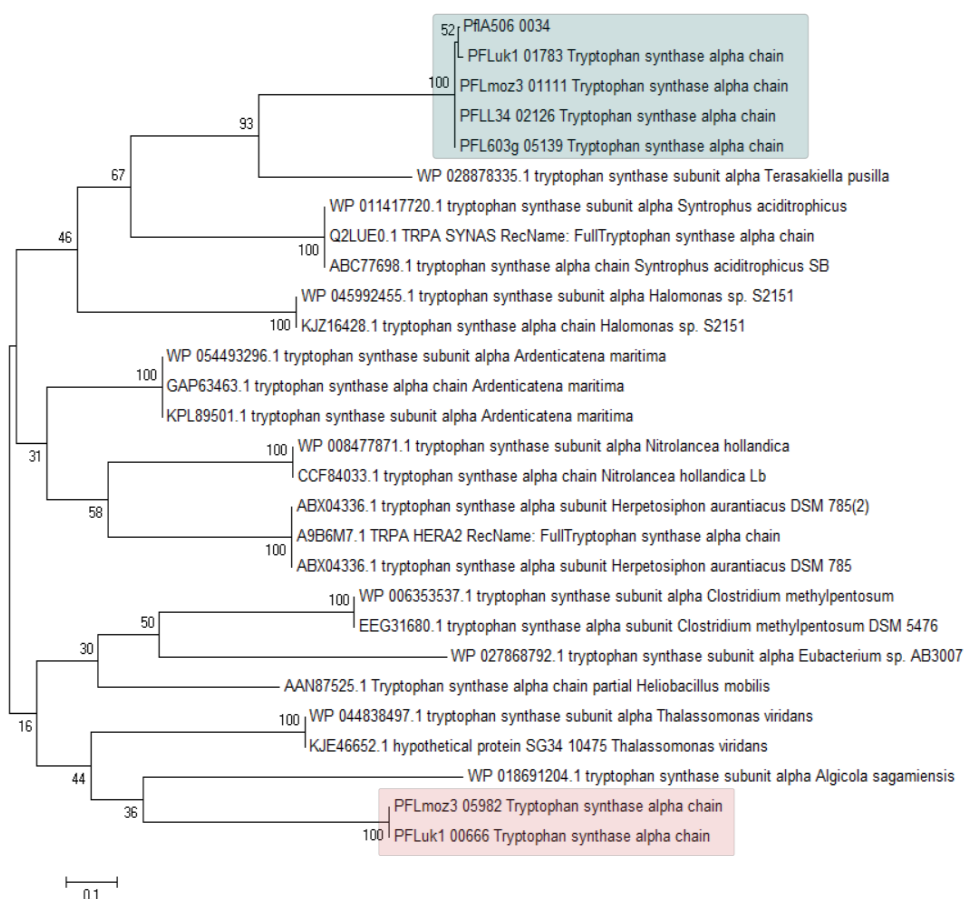 52
PflA506 0034
PFLuk1 01783 Tryptophan synthase alpha chain
100
PFLmoz3 01111 Tryptophan synthase alpha chain
PFLL34 02126 Tryptophan synthase alpha chain
93
PFL603g 05139 Tryptophan synthase alpha chain
67
WP 028878335.1 tryptophan synthase subunit alpha Terasakiella pusilla
WP 011417720.1 tryptophan synthase subunit alpha Syntrophus aciditrophicus
46
Q2LUE0.1 TRPA SYNAS RecName: FullTryptophan synthase alpha chain
100
ABC77698.1 tryptophan synthase alpha chain Syntrophus aciditrophicus SB
WP 045992455.1 tryptophan synthase subunit alpha Halomonas sp. S2151
100
KJZ16428.1 tryptophan synthase alpha chain Halomonas sp. S2151
WP 054493296.1 tryptophan synthase subunit alpha Ardenticatena maritima
100
GAP63463.1 tryptophan synthase alpha chain Ardenticatena maritima
KPL89501.1 tryptophan synthase subunit alpha Ardenticatena maritima
31
WP 008477871.1 tryptophan synthase subunit alpha Nitrolancea hollandica
100
CCF84033.1 tryptophan synthase alpha chain Nitrolancea hollandica Lb
58
ABX04336.1 tryptophan synthase alpha subunit Herpetosiphon aurantiacus DSM 785(2)
A9B6M7.1 TRPA HERA2 RecName: FullTryptophan synthase alpha chain
100
ABX04336.1 tryptophan synthase alpha subunit Herpetosiphon aurantiacus DSM 785
WP 006353537.1 tryptophan synthase subunit alpha Clostridium methylpentosum
100
50
EEG31680.1 tryptophan synthase alpha subunit Clostridium methylpentosum DSM 5476
30
WP 027868792.1 tryptophan synthase subunit alpha Eubacterium sp. AB3007
AAN87525.1 Tryptophan synthase alpha chain partial Heliobacillus mobilis
16
WP 044838497.1 tryptophan synthase subunit alpha Thalassomonas viridans
100
KJE46652.1 hypothetical protein SG34 10475 Thalassomonas viridans
44
WP 018691204.1 tryptophan synthase subunit alpha Algicola sagamiensis
36
PFLmoz3 05982 Tryptophan synthase alpha chain
100
PFLuk1 00666 Tryptophan synthase alpha chain
0.1